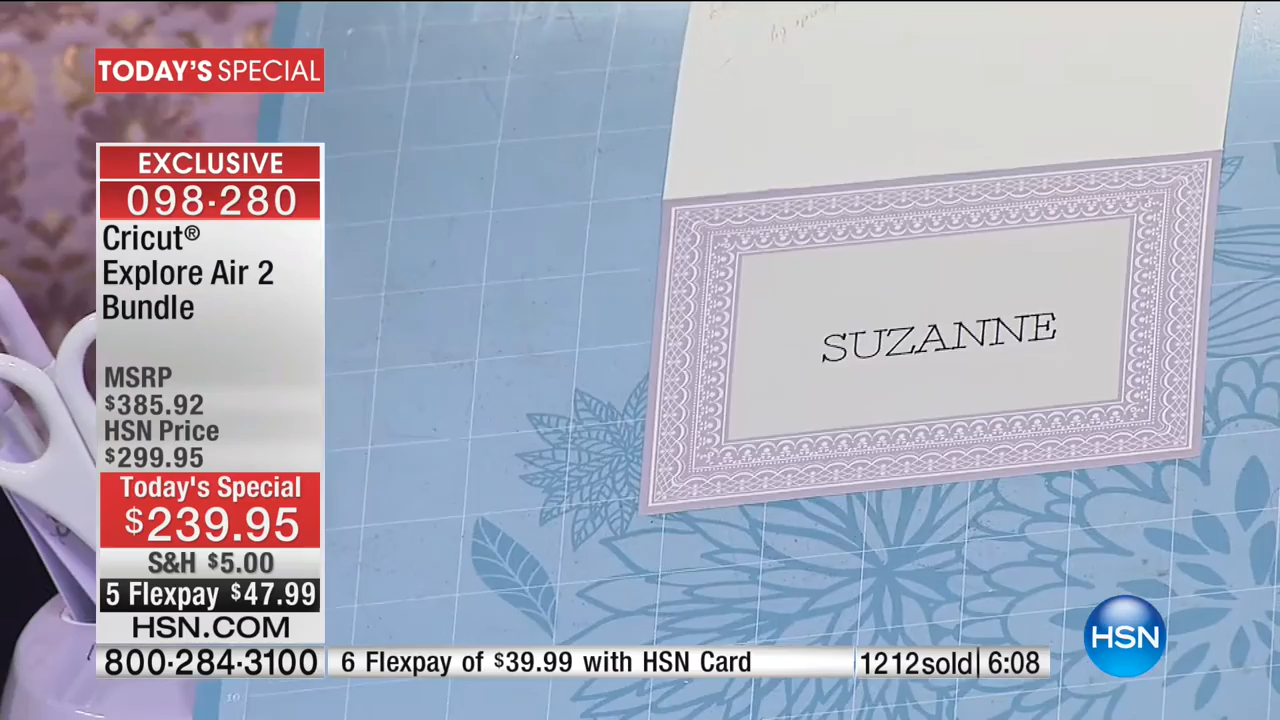 TODAY'S SPECIAL
EXCLUSIVE
098-280
Cricut®
Explore Air 2
Bundle
MSRP
$385.92
HSN Price
$299.95
Today's Special
$239.95
S&H $5.00
5 Flexpay $47.99
HSN.COM
800-284-3100
6 Flexpay of $39.99 with HSN Card
1212sold| 6:08
SUZANNE
HSN
10